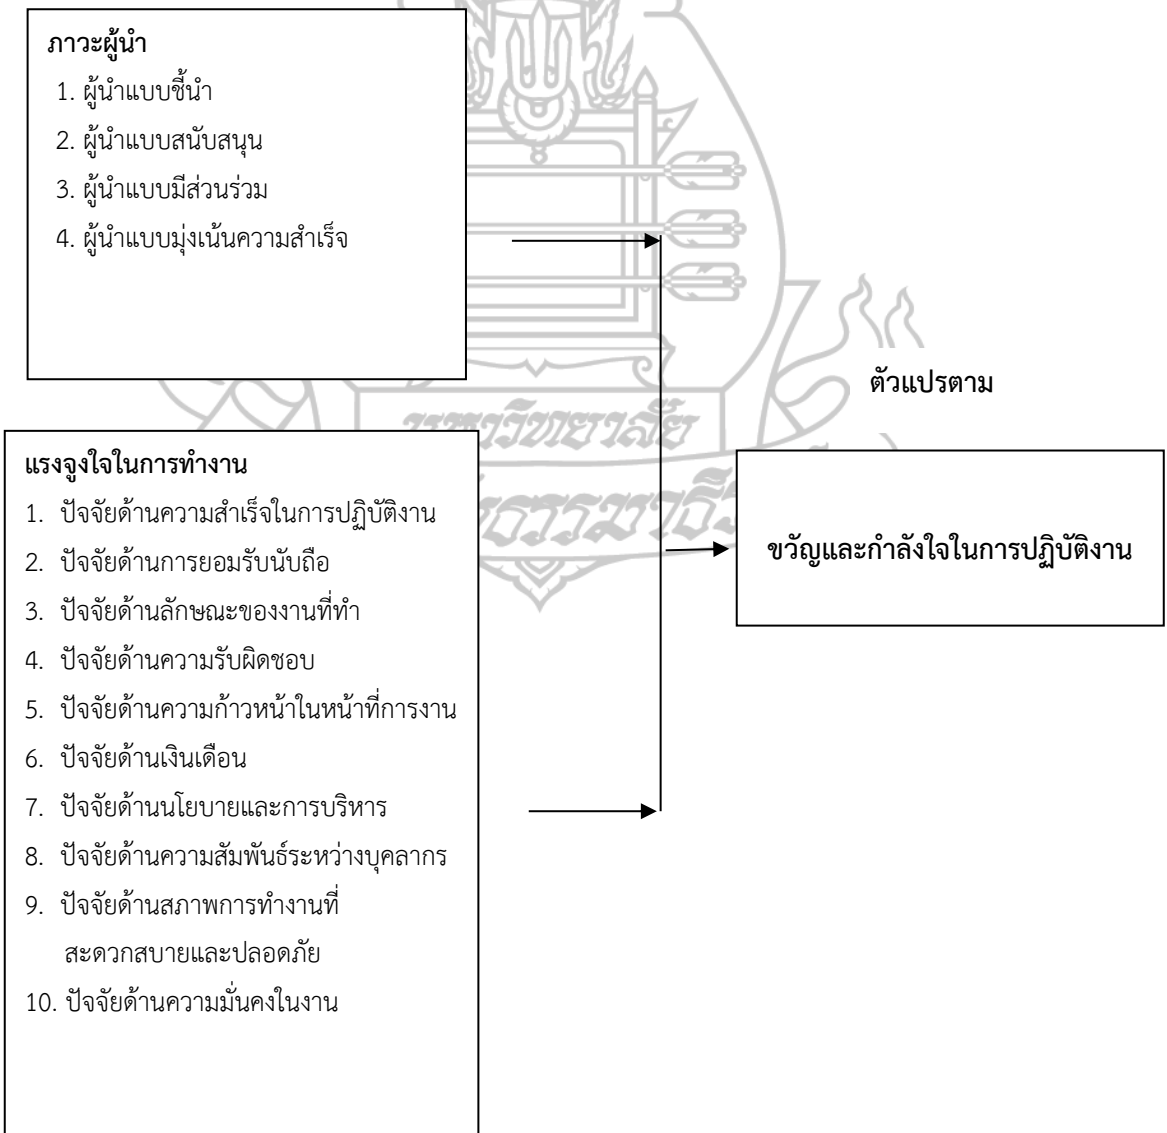 ภาวะผู้นำ
1. ผู้นำแบบชี้นำ
2. ผู้นำแบบสนับสนุน
3. ผู้นำแบบมีส่วนร่วม
4. ผู้นำแบบมุ่งเน้นความสำเร็จ
ตัวแปรตาม
แรงจูงใจในการทำงาน
1. ปัจจัยด้านความสำเร็จในการปฏิบัติงาน
2. ปัจจัยด้านการยอมรับนับถือ
3. ปัจจัยด้านลักษณะของงานที่ทำ
4. ปัจจัยด้านความรับผิดชอบ
5. ปัจจัยด้านความก้าวหน้าในหน้าที่การงาน
6. ปัจจัยด้านเงินเดือน
7. ปัจจัยด้านนโยบายและการบริหาร
8. ปัจจัยด้านความสัมพันธ์ระหว่างบุคลากร
9. ปัจจัยด้านสภาพการทำงานที่
สะดวกสบายและปลอดภัย
10. ปัจจัยด้านความมั่นคงในงาน
ขวัญและกำลังใจในการปฏิบัติงาน